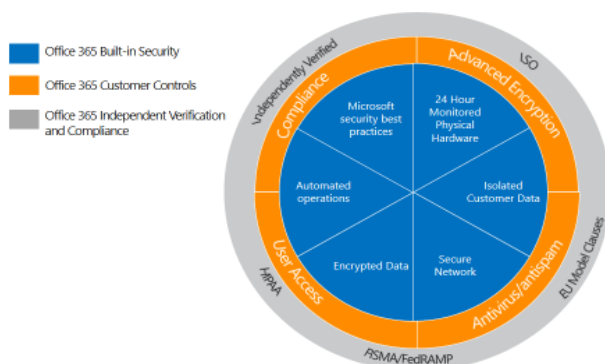 Office 365 Built-in Security
Office 365 Customer Controls
Office 365 Independent Verification
and Compliance
Independently Verified
ISO
EU Model Clauses
FISMA/FedRAMP
HIPAA
Compliance
Advanced Encryption
Antivirus/antispam
User Access
Microsoft
security best
practices
24 Hour
Monitored
Physical
Hardware
Automated
operations
Isolated
Customer Data
Encrypted Data
Secure
Network